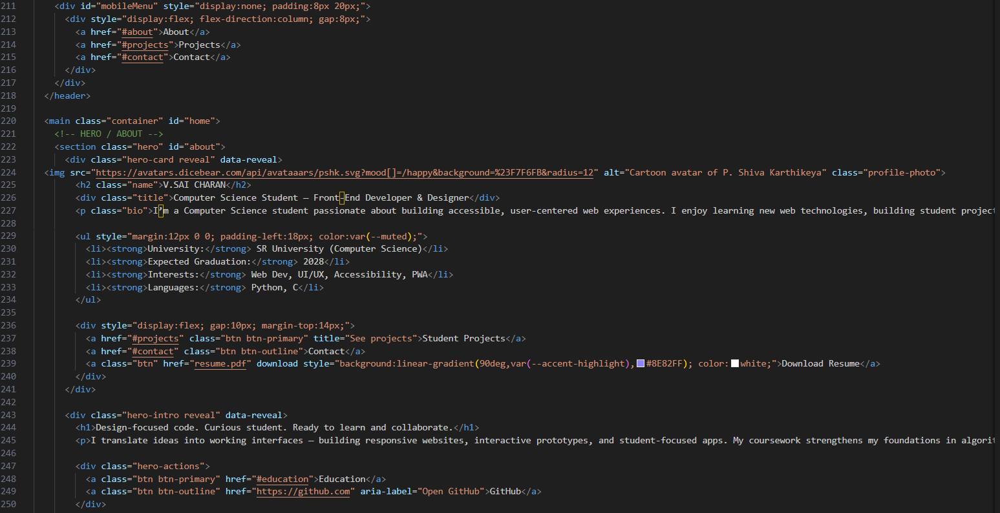 211 <div id="mobileMenu" style="display:none; padding:8px 20px;">
212 <div style="display:flex; flex-direction:column; gap:8px;">
213 <a href="#about">About</a>
214 <a href="#projects">Projects</a>
215 <a href="#contact">Contact</a>
216 </div>
217 </div>
218 </header>
219
220 <main class="container" id="home">
221 <!-- HERO / ABOUT -->
222 <section class="hero" id="about">
223 <div class="hero-card reveal" data-reveal>
224 <img src="https://avatars.dicebear.com/api/avataaars/pshk.svg?mood[]=/happy&background=%23F7F6FB&radius=12" alt="Cartoon avatar of P. Shiva Karthikeya" class="profile-photo">
225 <h2 class="name">V.SAI CHARAN</h2>
226 <div class="title">Computer Science Student — Front‑End Developer & Designer</div>
227 <p class="bio">I’m a Computer Science student passionate about building accessible, user-centered web experiences. I enjoy learning new web technologies, building student project
228
229 <ul style="margin:12px 0 0; padding-left:18px; color:var(--muted);">
230 <li><strong>University:</strong> SR University (Computer Science)</li>
231 <li><strong>Expected Graduation:</strong> 2028</li>
232 <li><strong>Interests:</strong> Web Dev, UI/UX, Accessibility, PWA</li>
233 <li><strong>Languages:</strong> Python, C</li>
234 </ul>
235
236 <div style="display:flex; gap:10px; margin-top:14px;">
237 <a href="#projects" class="btn btn-primary" title="See projects">Student Projects</a>
238 <a href="#contact" class="btn btn-outline">Contact</a>
239 <a class="btn" href="resume.pdf" download style="background:linear-gradient(90deg,var(--accent-highlight),#8E82FF); color:white;">Download Resume</a>
240 </div>
241 </div>
242
243 <div class="hero-intro reveal" data-reveal>
244 <h1>Design-focused code. Curious student. Ready to learn and collaborate.</h1>
245 <p>I translate ideas into working interfaces — building responsive websites, interactive prototypes, and student-focused apps. My coursework strengthens my foundations in algorit
246
247 <div class="hero-actions">
248 <a class="btn btn-primary" href="#education">Education</a>
249 <a class="btn btn-outline" href="https://github.com" aria-label="Open GitHub">GitHub</a>
250 </div>